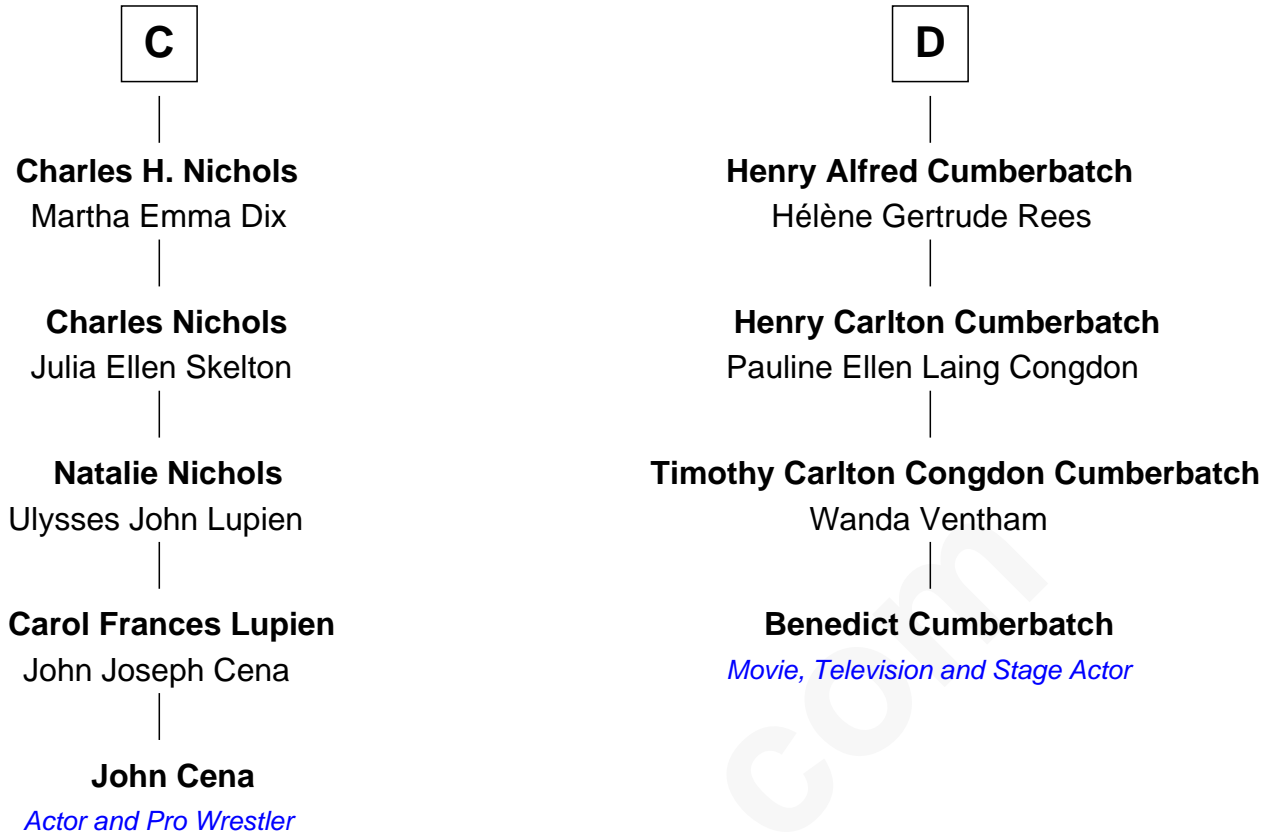 C
Charles H. Nichols
Martha Emma Dix
Charles Nichols
Julia Ellen Skelton
Natalie Nichols
Ulysses John Lupien
Carol Frances Lupien
John Joseph Cena
John Cena
Actor and Pro Wrestler
D
Henry Alfred Cumberbatch
Hélène Gertrude Rees
Henry Carlton Cumberbatch
Pauline Ellen Laing Congdon
Timothy Carlton Congdon Cumberbatch
Wanda Ventham
Benedict Cumberbatch
Movie, Television and Stage Actor
com